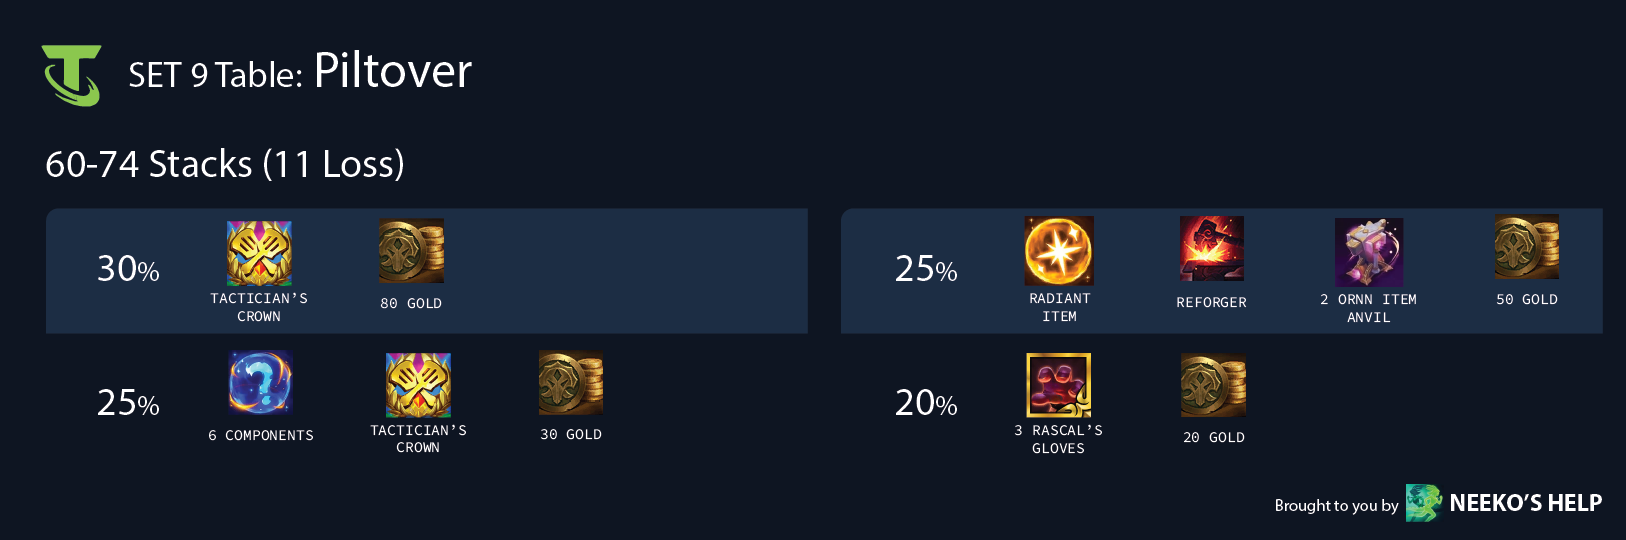 SET 9 Table: Piltover
60-74 Stacks (11 Loss)
30%
TACTICIAN'S
CROWN
80 GOLD
25%
RADIANT
ITEM
REFORGER
2 ORNN ITEM
ANVIL
50 GOLD
25%
6 COMPONENTS
TACTICIAN'S
CROWN
30 GOLD
20%
3 RASCAL'S
GLOVES
20 GOLD
Brought to you by NEEKO'S HELP